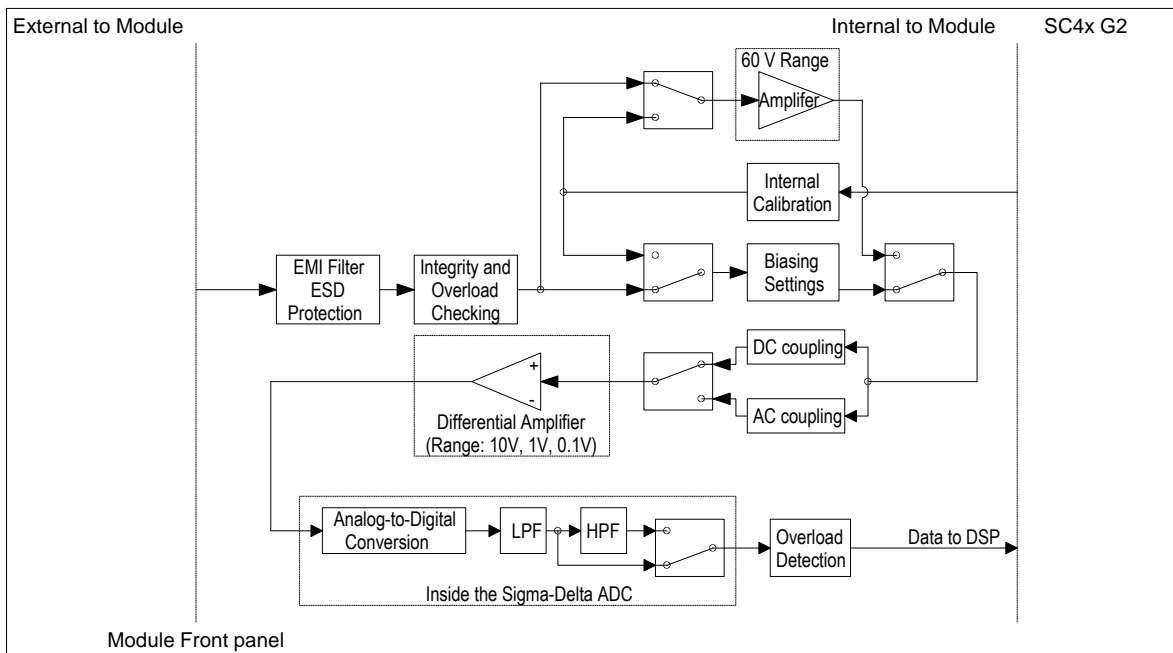 External to Module
Internal to Module
SC4x G2
60 V Range
Amplifer
Internal
Calibration
EMI Filter
ESD
Protection
Integrity and
Overload
Checking
Biasing
Settings
DC coupling
AC coupling
+
-
Differential Amplifier
(Range: 10V, 1V, 0.1V)
Analog-to-Digital
Conversion
LPF
HPF
Overload
Detection
Data to DSP
Inside the Sigma-Delta ADC
Module Front panel